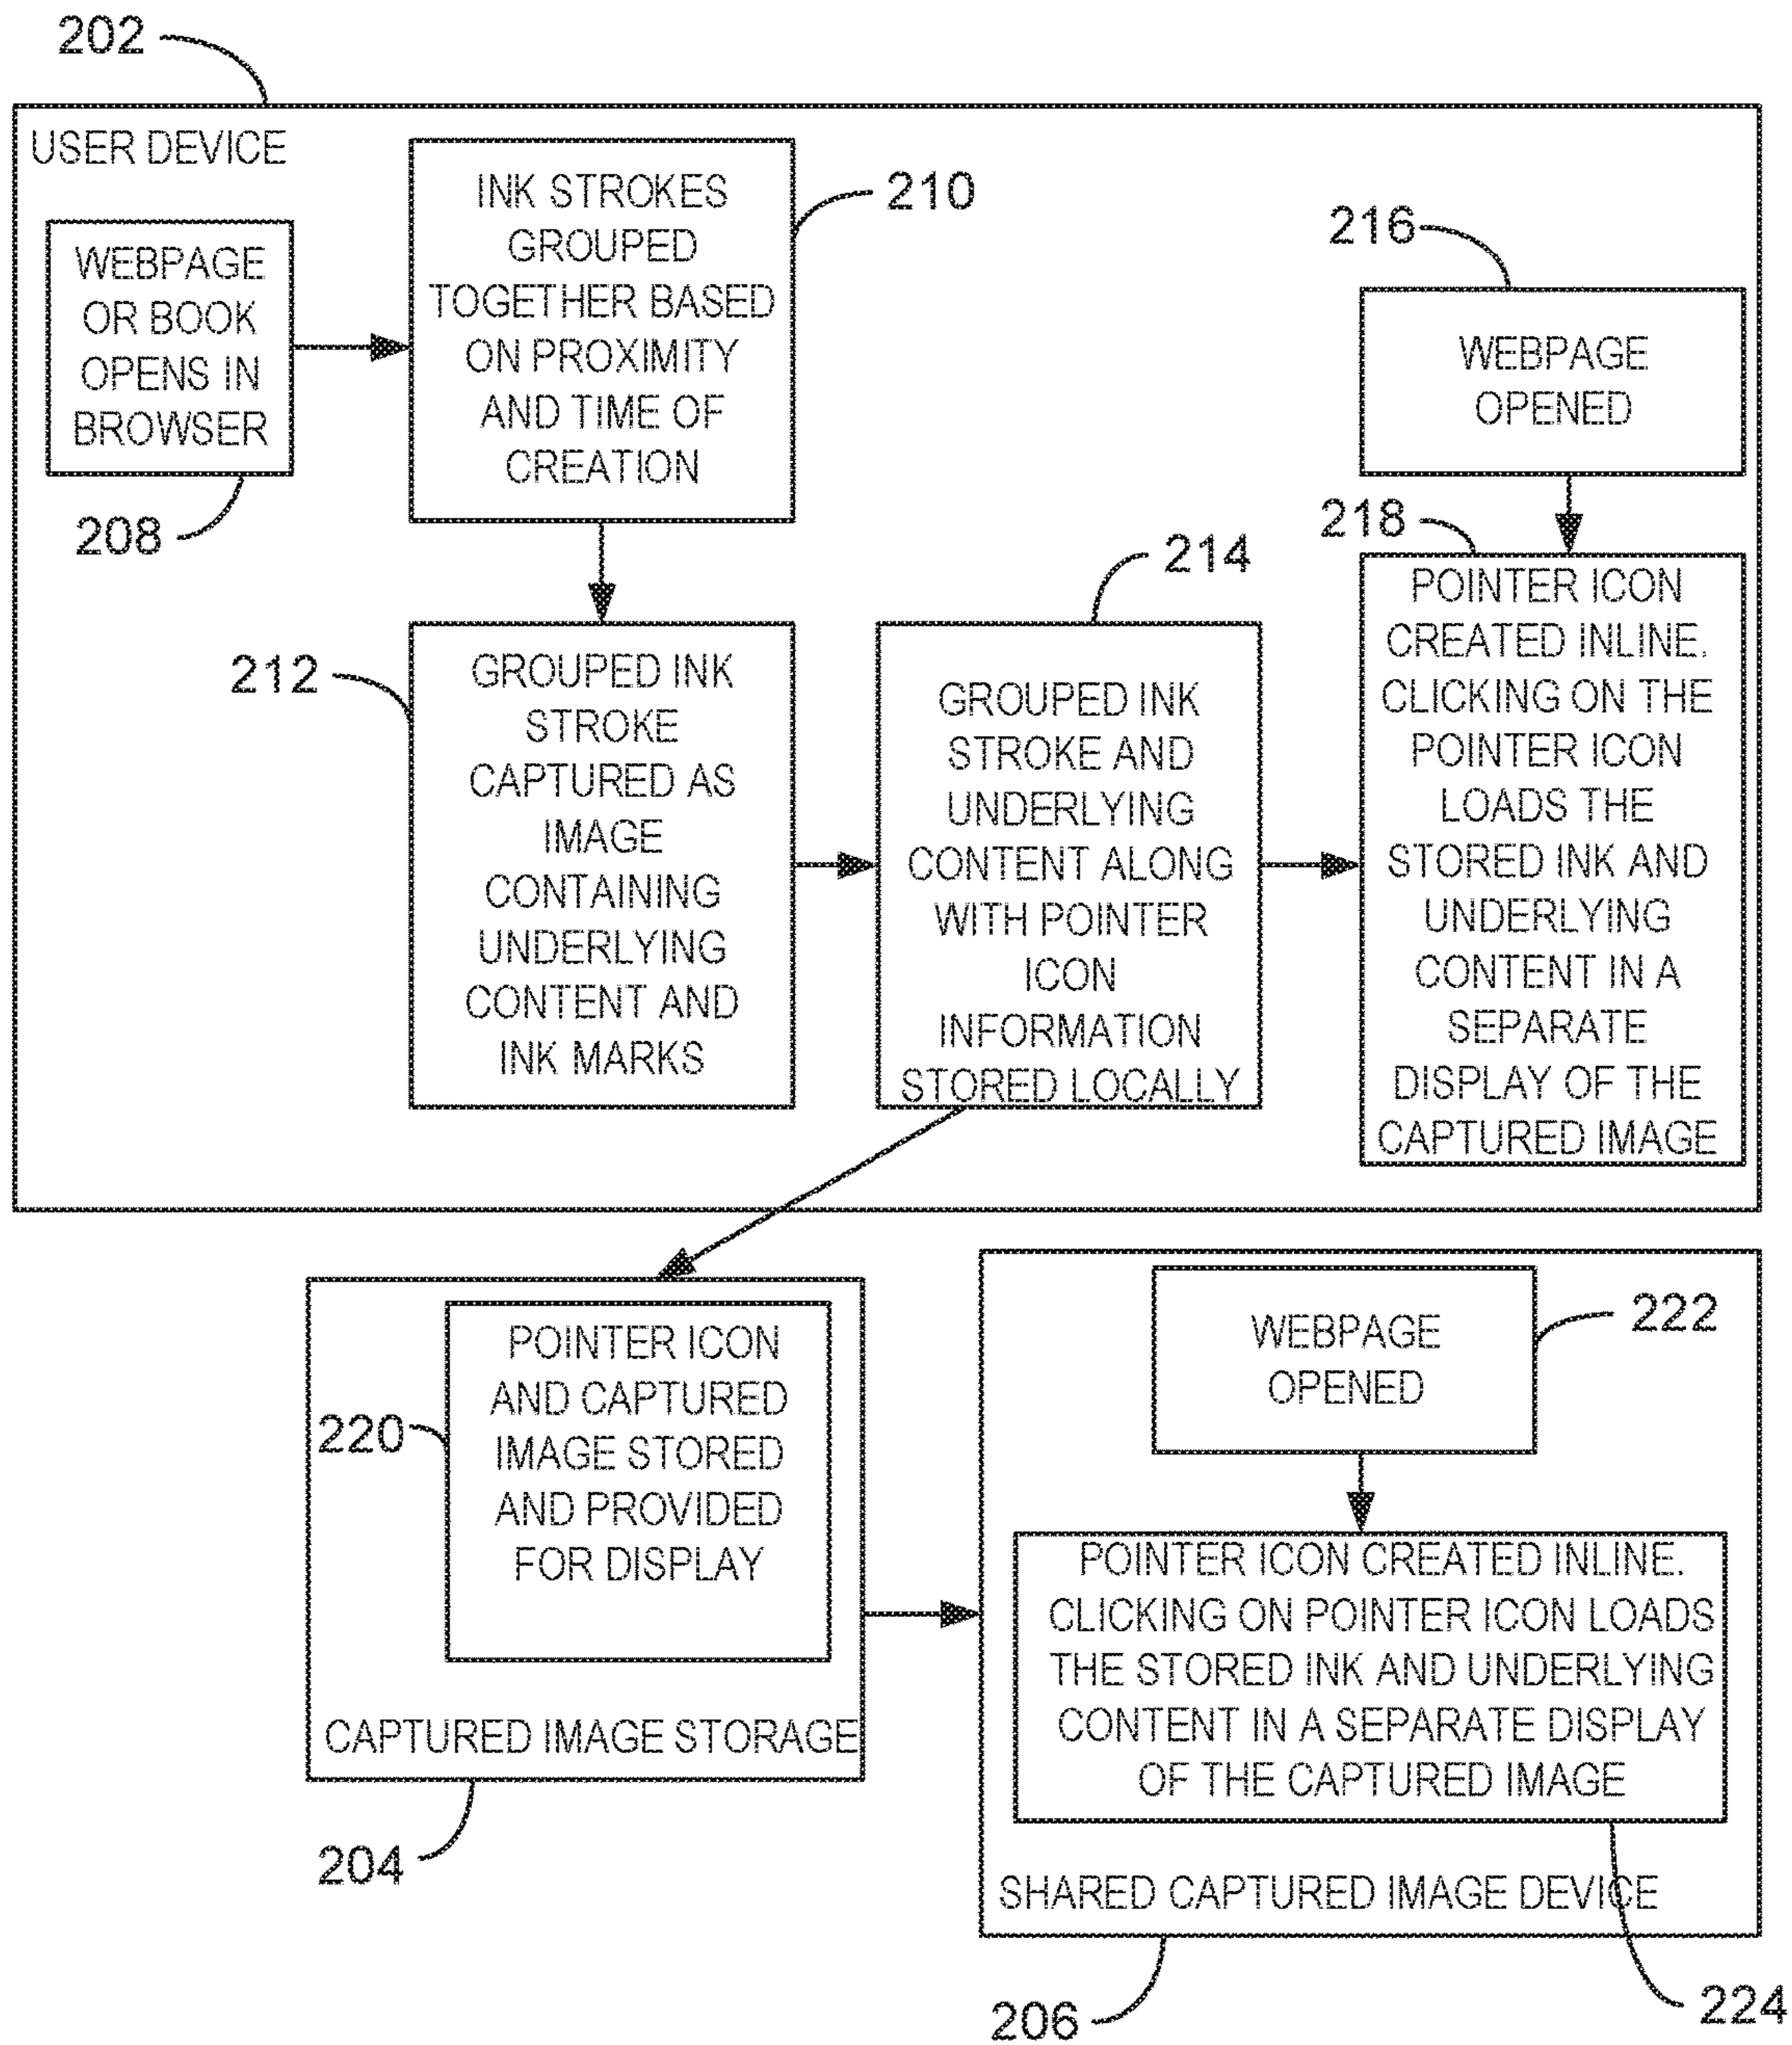 202
USER DEVICE
WEBPAGE
OR BOOK
OPENS IN
BROWSER
208
INK STROKES
GROUPED
TOGETHER BASED
ON PROXIMITY
AND TIME OF
CREATION
210
216
WEBPAGE
OPENED
212
GROUPED INK
STROKE
CAPTURED AS
IMAGE
CONTAINING
UNDERLYING
CONTENT AND
INK MARKS
214
GROUPED INK
STROKE AND
UNDERLYING
CONTENT ALONG
WITH POINTER
ICON
INFORMATION
STORED LOCALLY
218
POINTER ICON
CREATED INLINE.
CLICKING ON THE
POINTER ICON
LOADS THE
STORED INK AND
UNDERLYING
CONTENT IN A
SEPARATE
DISPLAY OF THE
CAPTURED IMAGE
220
POINTER ICON
AND CAPTURED
IMAGE STORED
AND PROVIDED
FOR DISPLAY
CAPTURED IMAGE STORAGE
204
WEBPAGE
OPENED
222
POINTER ICON CREATED INLINE.
CLICKING ON POINTER ICON LOADS
THE STORED INK AND UNDERLYING
CONTENT IN A SEPARATE DISPLAY
OF THE CAPTURED IMAGE
SHARED CAPTURED IMAGE DEVICE
206
224